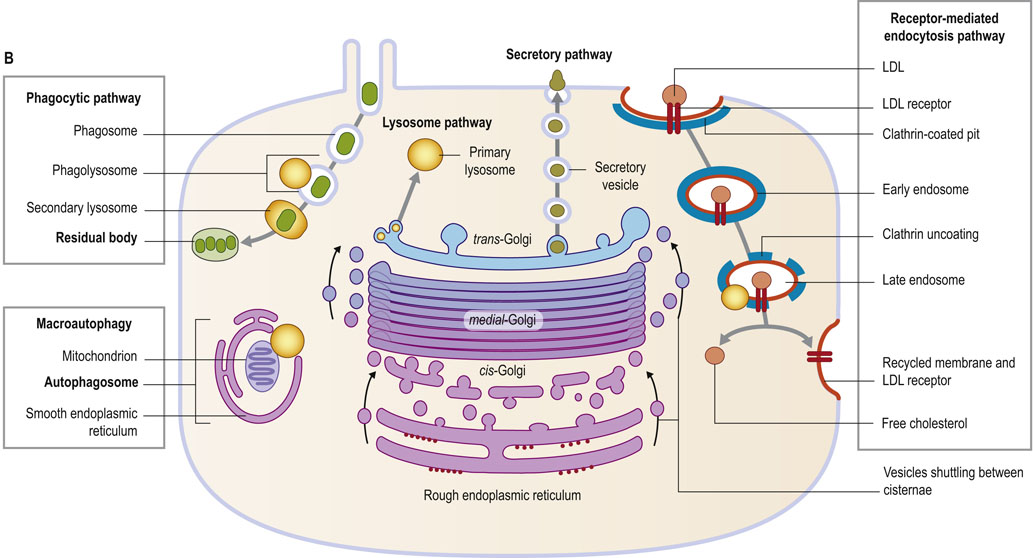 B
Phagocytic pathway
Phagosome
Phagolysosome
Secondary lysosome
Residual body
Macroautophagy
Mitochondrion
Autophagosome
Smooth endoplasmic
reticulum
Lysosome pathway
Primary
lysosome
Secretory pathway
Secretory
vesicle
trans-Golgi
medial-Golgi
cis-Golgi
Rough endoplasmic reticulum
Receptor-mediated
endocytosis pathway
LDL
LDL receptor
Clathrin-coated pit
Early endosome
Clathrin uncoating
Late endosome
Recycled membrane and
LDL receptor
Free cholesterol
Vesicles shuttling between
cisternae